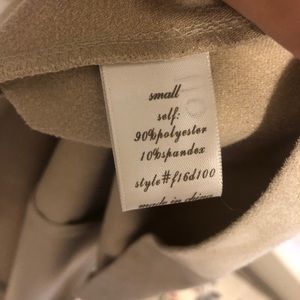 small
self:
90%polyester
10%spandex
style#f16d100
made in china